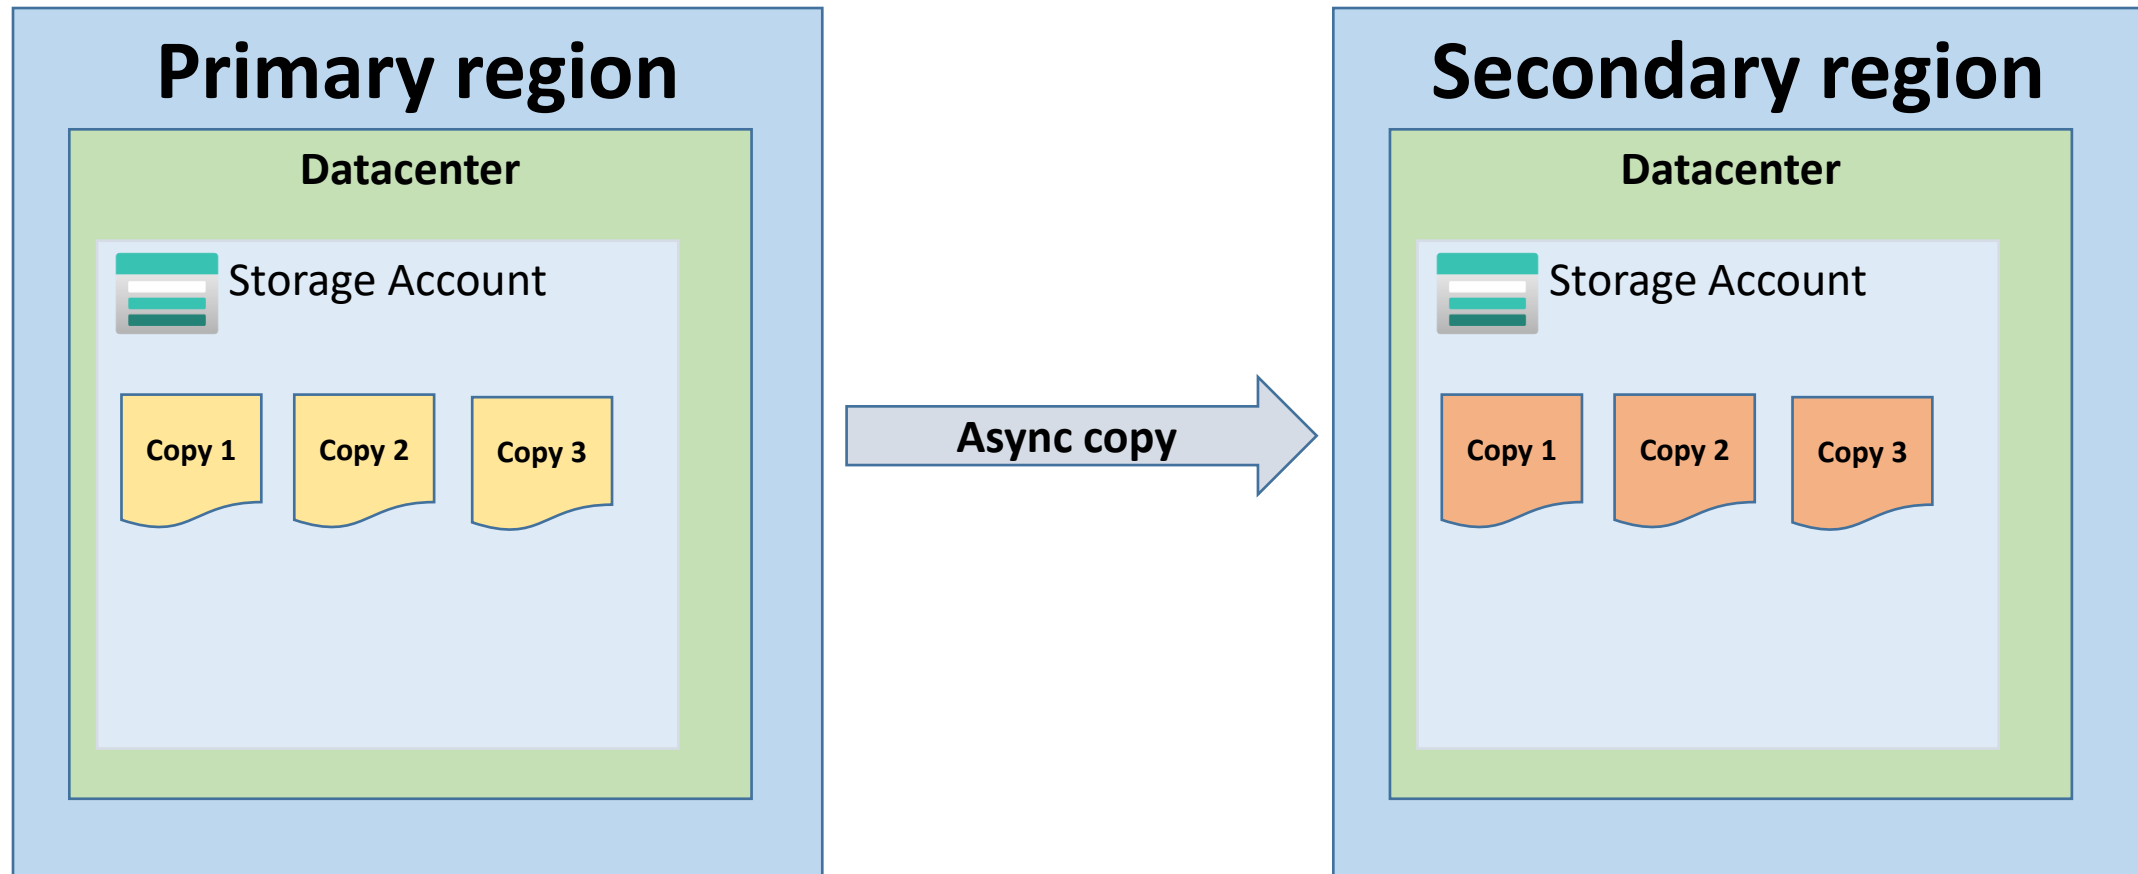 Primary region
Datacenter
Storage Account
Copy 1
Copy 2
Copy 3
Async copy
Secondary region
Datacenter
Storage Account
Copy 1
Copy 2
Copy 3